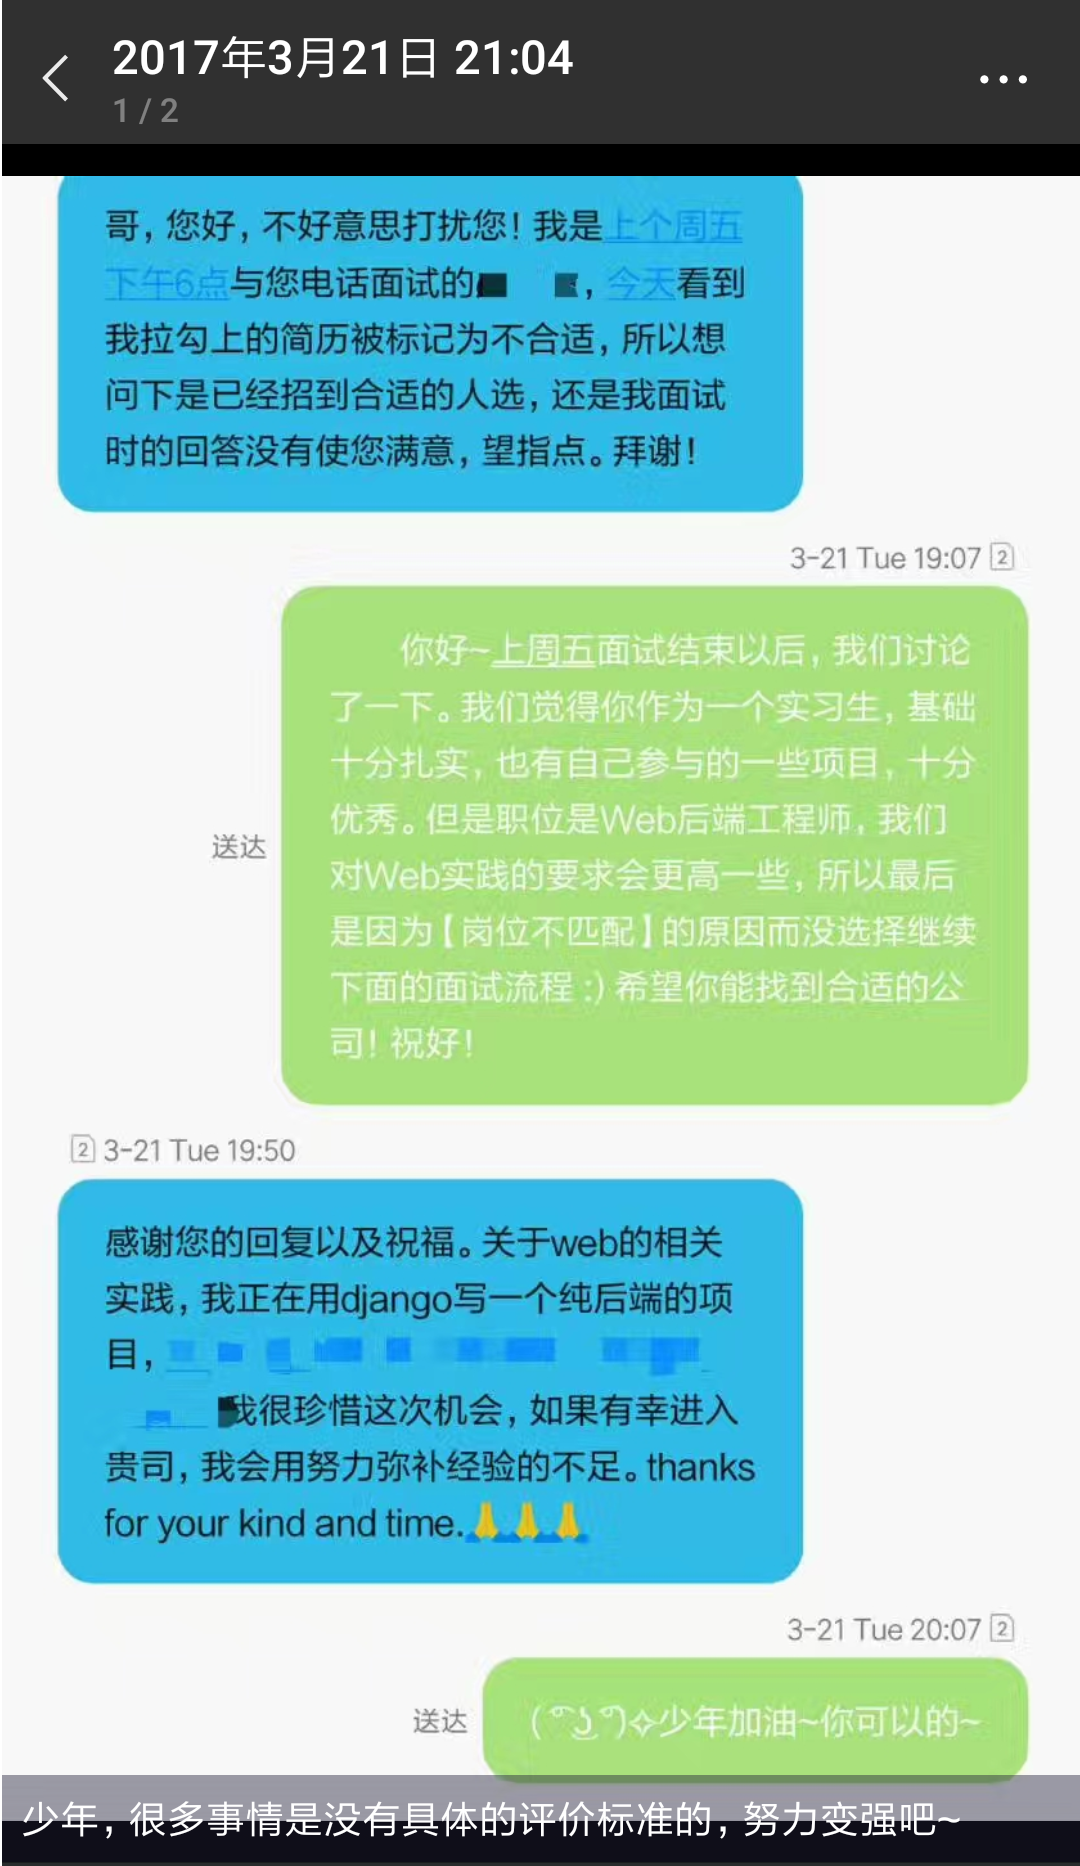 2017年3月21日 21:04
1 / 2
哥，您好，不好意思打扰您！我是上个周五
下午6点与您电话面试的，今天看到
我拉勾上的简历被标记为不合适，所以想
问下是已经招到合适的人选，还是我面试
时的回答没有使您满意，望指点。拜谢！
3-21 Tue 19:07 2
你好~上周五面试结束以后，我们讨论
了一下。我们觉得你作为一个实习生，基础
十分扎实，也有自己参与的一些项目，十分
优秀。但是职位是Web后端工程师，我们
对Web实践的要求会更高一些，所以最后
是因为【岗位不匹配】的原因而没选择继续
下面的面试流程 :) 希望你能找到合适的公
司！祝好！
送达
2 3-21 Tue 19:50
感谢您的回复以及祝福。关于web的相关
实践，我正在用django写一个纯后端的项
目，
我很珍惜这次机会，如果有幸进入
贵司，我会用努力弥补经验的不足。thanks
for your kind and time.🙏🙏🙏
3-21 Tue 20:07 2
送达
( ͡° ͜ʖ ͡°)✧少年加油~你可以的~
少年，很多事情是没有具体的评价标准的，努力变强吧~